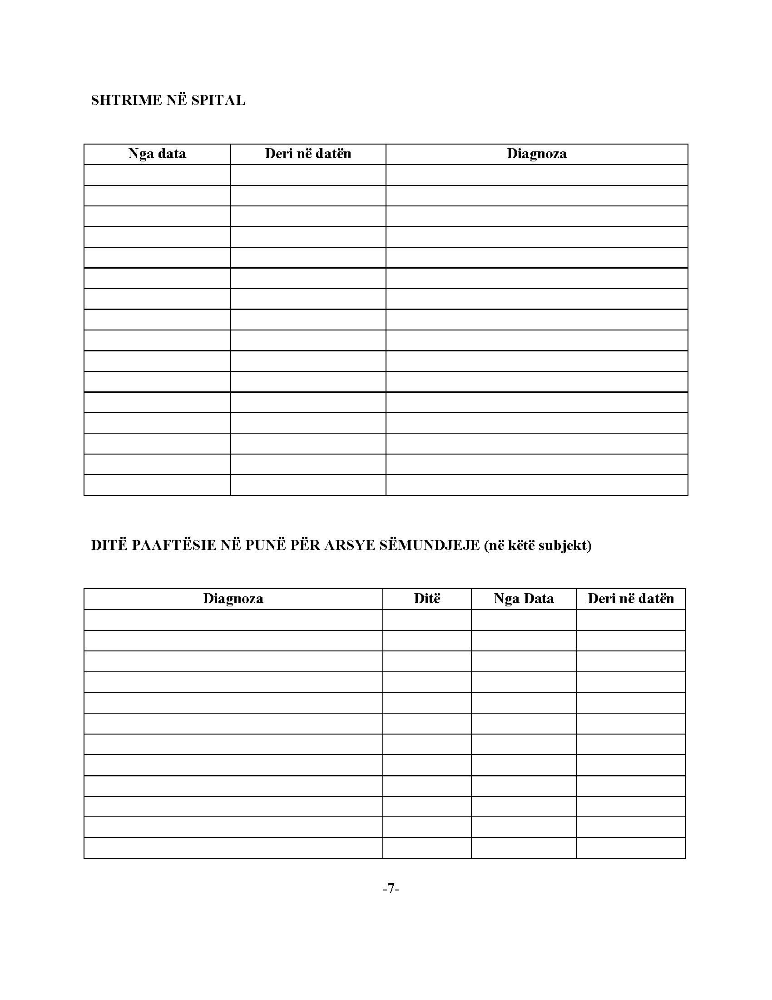 SHTRIME NË SPITAL
Nga data Deri në datën Diagnoza
DITË PAAFTËSIE NË PUNË PËR ARSYE SËMUNDJEJE (në këtë subjekt)
Diagnoza Ditë Nga Data Deri në datën
-7-